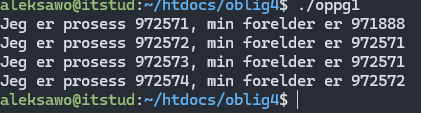 aleksawo@itstud:~/htdocs/oblig4$ ./oppg1
Jeg er prosess 972571, min forelder er 971888
Jeg er prosess 972572, min forelder er 972571
Jeg er prosess 972573, min forelder er 972571
Jeg er prosess 972574, min forelder er 972572
aleksawo@itstud:~/htdocs/oblig4$